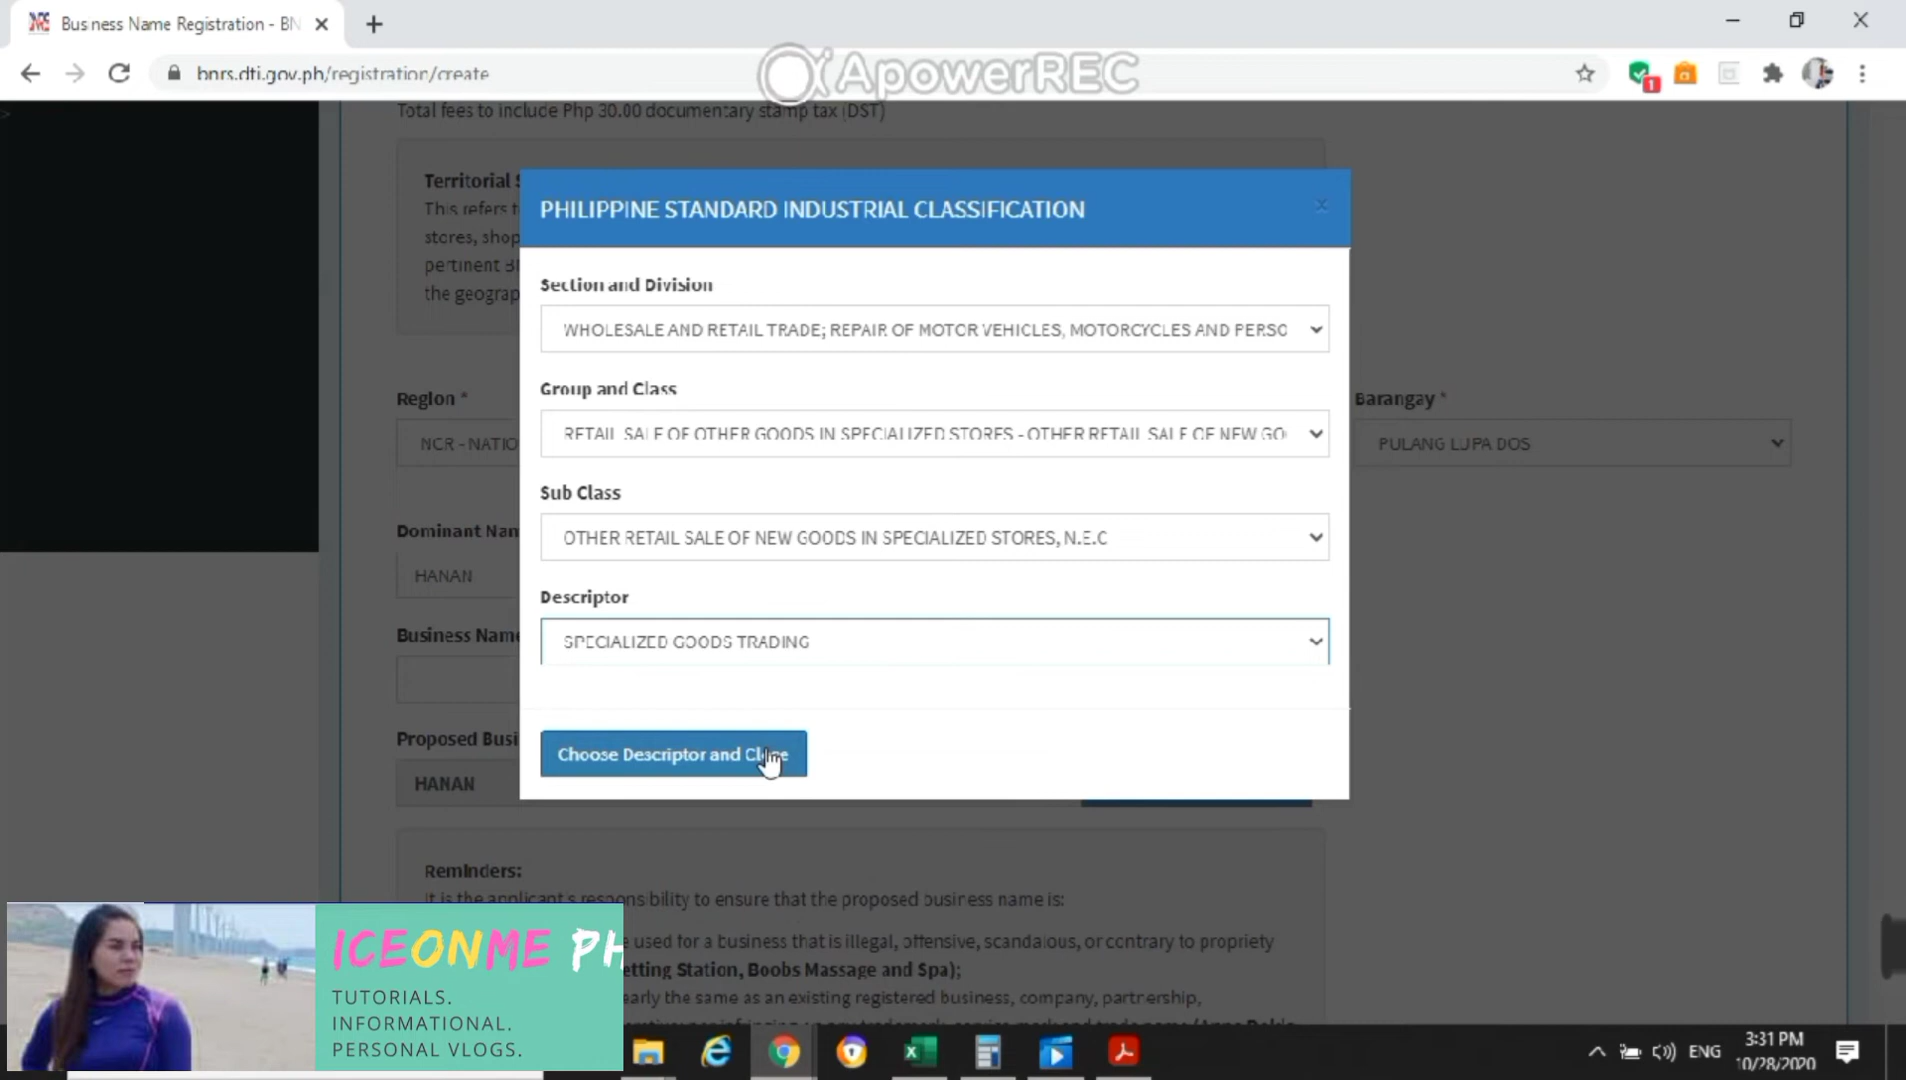 Business Name Registration - BN
bnrs.dti.gov.ph/registration/create
ApowerREC
1
Total fees to include Php 30.00 documentary stamp tax (DST)
Territorial S
This refers t
stores, shop
pertinent BN
the geograp
PHILIPPINE STANDARD INDUSTRIAL CLASSIFICATION
Section and Division
WHOLESALE AND RETAIL TRADE; REPAIR OF MOTOR VEHICLES, MOTORCYCLES AND PERSO
Group and Class
RETAIL SALE OF OTHER GOODS IN SPECIALIZED STORES - OTHER RETAIL SALE OF NEW GO
Sub Class
OTHER RETAIL SALE OF NEW GOODS IN SPECIALIZED STORES, N.E.C
Descriptor
SPECIALIZED GOODS TRADING
Choose Descriptor and Close
Region *
NCR - NATIO
Barangay *
PULANG LUPA DOS
Dominant Nam
HANAN
Business Name
Proposed Busi
HANAN
Reminders:
It is the applicant's responsibility to ensure that the proposed business name is:
e used for a business that is illegal, offensive, scandalous, or contrary to propriety
etting Station, Boobs Massage and Spa);
early the same as an existing registered business, company, partnership,
ICEONME PH
TUTORIALS.
INFORMATIONAL.
PERSONAL VLOGS.
ENG
3:31 PM
10/28/2020